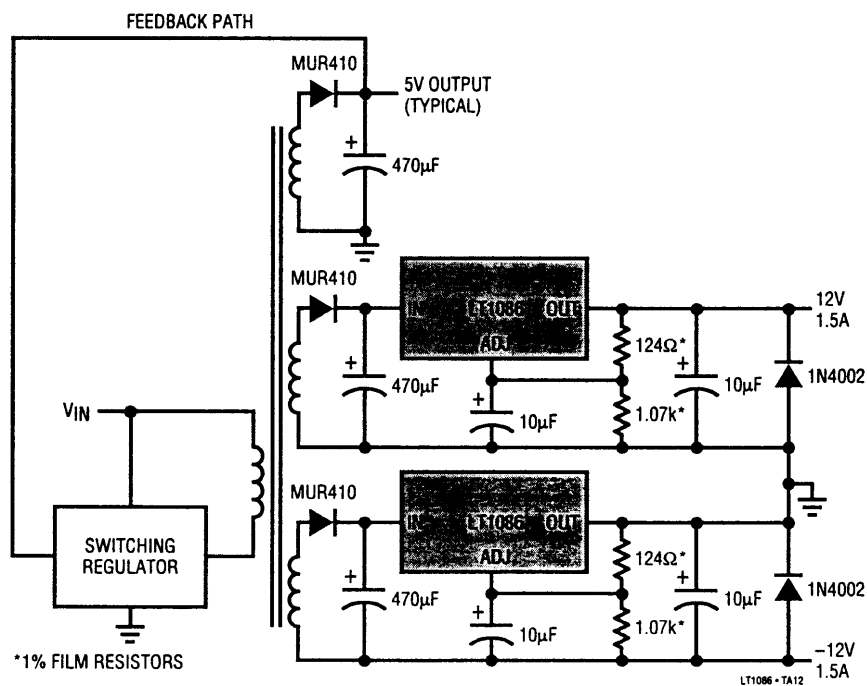 FEEDBACK PATH
MUR410
5V OUTPUT
(TYPICAL)
+
470µF
MUR410
IN LT1086 OUT
ADJ
12V
1.5A
124Ω*
+
470µF
+
10µF
1.07k*
+
10µF
1N4002
VIN
MUR410
IN LT1086 OUT
ADJ
SWITCHING
REGULATOR
124Ω*
+
470µF
+
10µF
1.07k*
+
10µF
1N4002
*1% FILM RESISTORS
–12V
1.5A
LT1086 • TA12